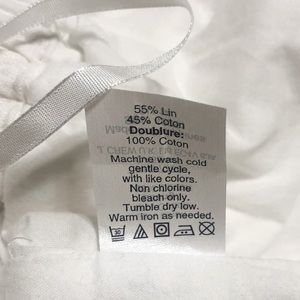 55% Lin
45% Coton
Doublure:
100% Coton
Machine wash cold
gentle cycle,
with like colors.
Non chlorine
bleach only.
Tumble dry low.
Warm iron as needed.
30